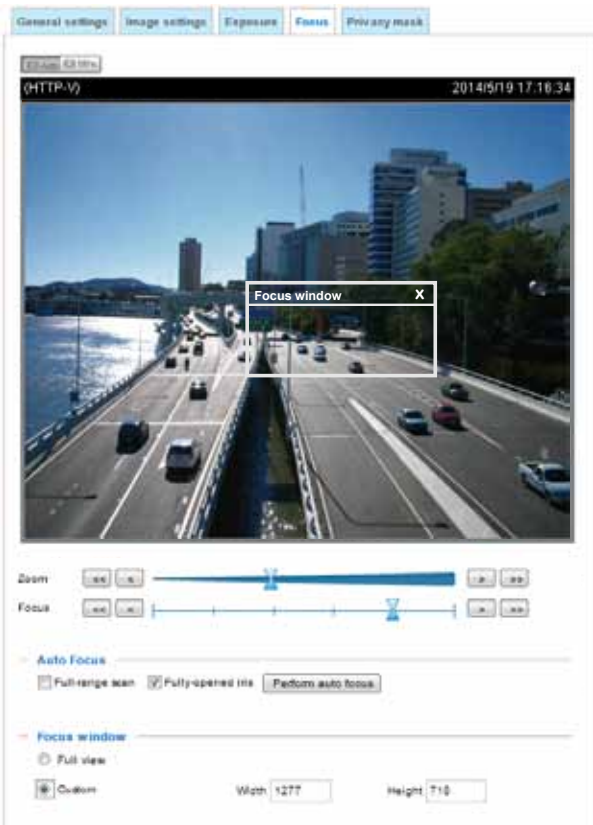 General settings Image settings Exposure Focus Privacy mask
(HTTP-V) 2014/5/19 17:16:34
Focus window X
Zoom << < > >>
Focus << < > >>
Auto Focus
Full-range scan Fully-opened iris Perform auto focus
Focus window
Full view
Custom Width 1277 Height 710